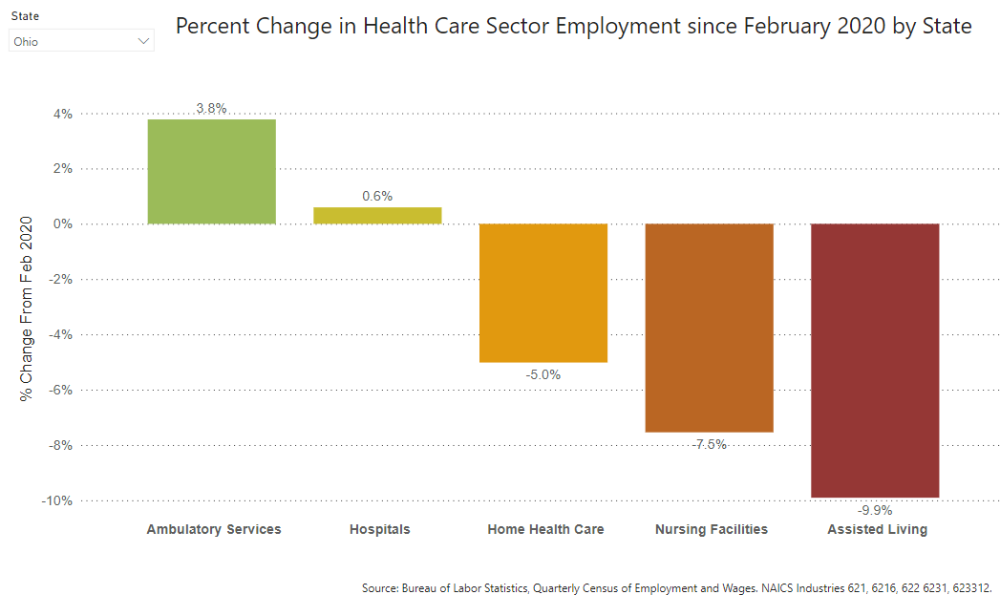 State
Ohio
Percent Change in Health Care Sector Employment since February 2020 by State
% Change From Feb 2020
4%
2%
0%
-2%
-4%
-6%
-8%
-10%
3.8%
0.6%
-5.0%
-7.5%
-9.9%
Ambulatory Services
Hospitals
Home Health Care
Nursing Facilities
Assisted Living
Source: Bureau of Labor Statistics, Quarterly Census of Employment and Wages. NAICS Industries 621, 6216, 622 6231, 623312.